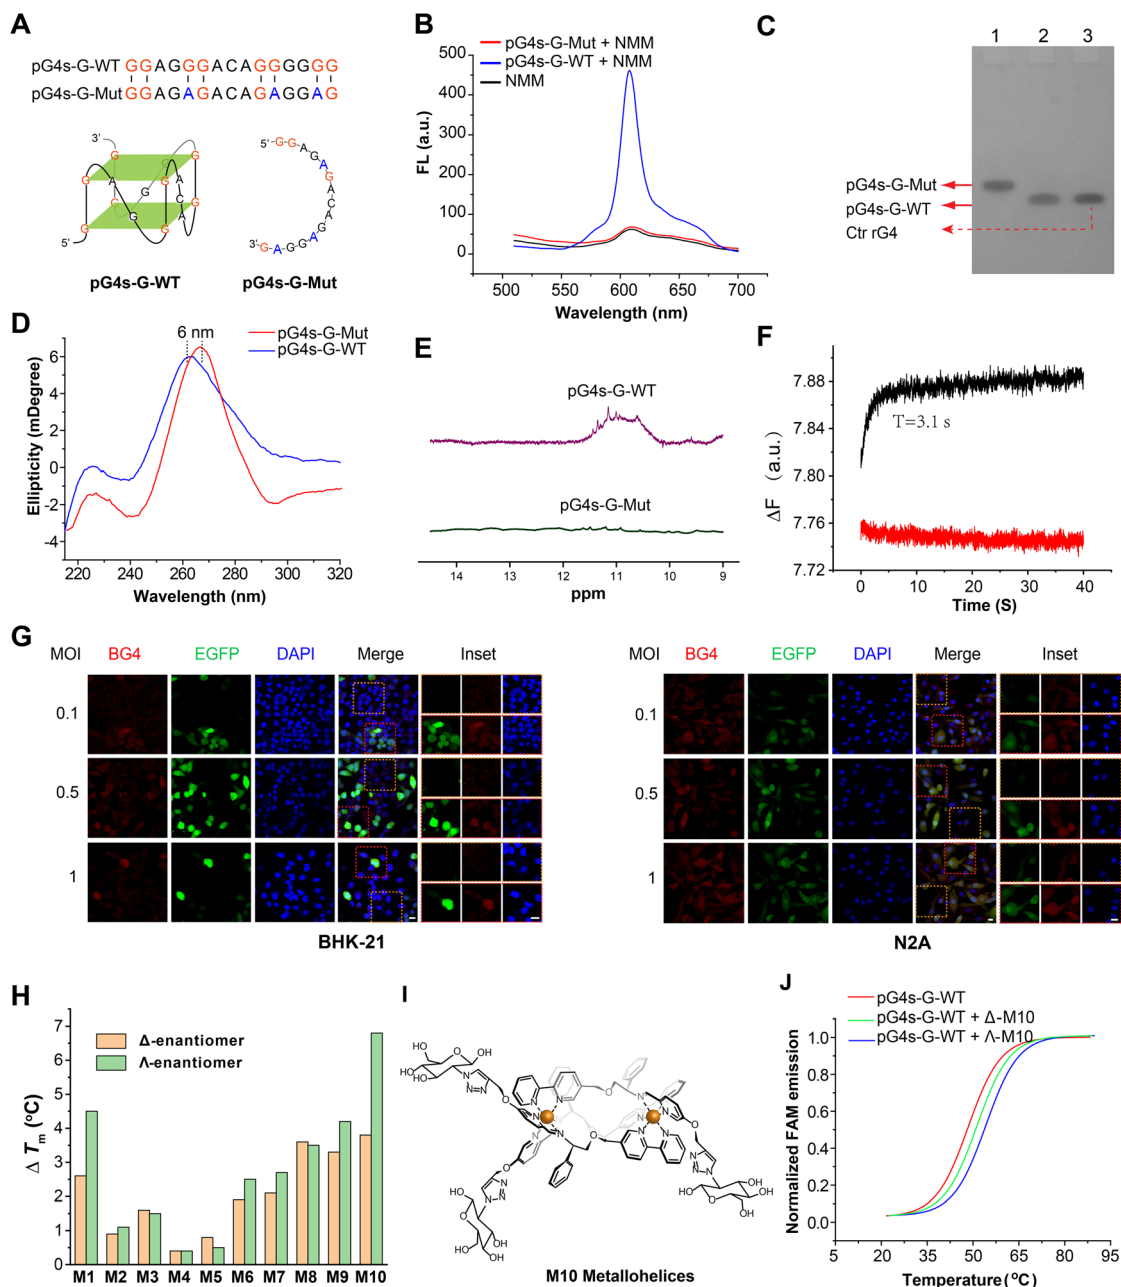 A
pG4s-G-WT GGAGGGACAGGGGGG
pG4s-G-Mut GGAGAGACAGAGGAG
3'
G
G
G
A
A
C
G
G
A
C
A
G
G
G
G
5'
pG4s-G-WT
5' GGAGAGACAGAGGAG 3'
pG4s-G-Mut
B
pG4s-G-Mut + NMM
pG4s-G-WT + NMM
NMM
FL (a.u.)
500
400
300
200
100
0
500 550 600 650 700
Wavelength (nm)
C
1 2 3
pG4s-G-Mut
pG4s-G-WT
Ctr rG4
D
6 nm
pG4s-G-Mut
pG4s-G-WT
Ellipticity (mDegree)
6
4
2
0
-2
-4
220 240 260 280 300 320
Wavelength (nm)
E
pG4s-G-WT
pG4s-G-Mut
14 13 12 11 10 9
ppm
F
ΔF (a.u.)
7.88
7.84
7.80
7.76
7.72
T=3.1 s
0 10 20 30 40
Time (S)
G
MOI BG4 EGFP DAPI Merge Inset
0.1
0.5
1
BHK-21
MOI BG4 EGFP DAPI Merge Inset
0.1
0.5
1
N2A
H
Δ-enantiomer
Λ-enantiomer
Δ Tm (ºC)
7
6
5
4
3
2
1
0
M1 M2 M3 M4 M5 M6 M7 M8 M9 M10
I
M10 Metallohelices
J
pG4s-G-WT
pG4s-G-WT + Δ-M10
pG4s-G-WT + Λ-M10
Normalized FAM emission
1.0
0.8
0.6
0.4
0.2
0.0
5 35 65 95
Temperature (ºC)